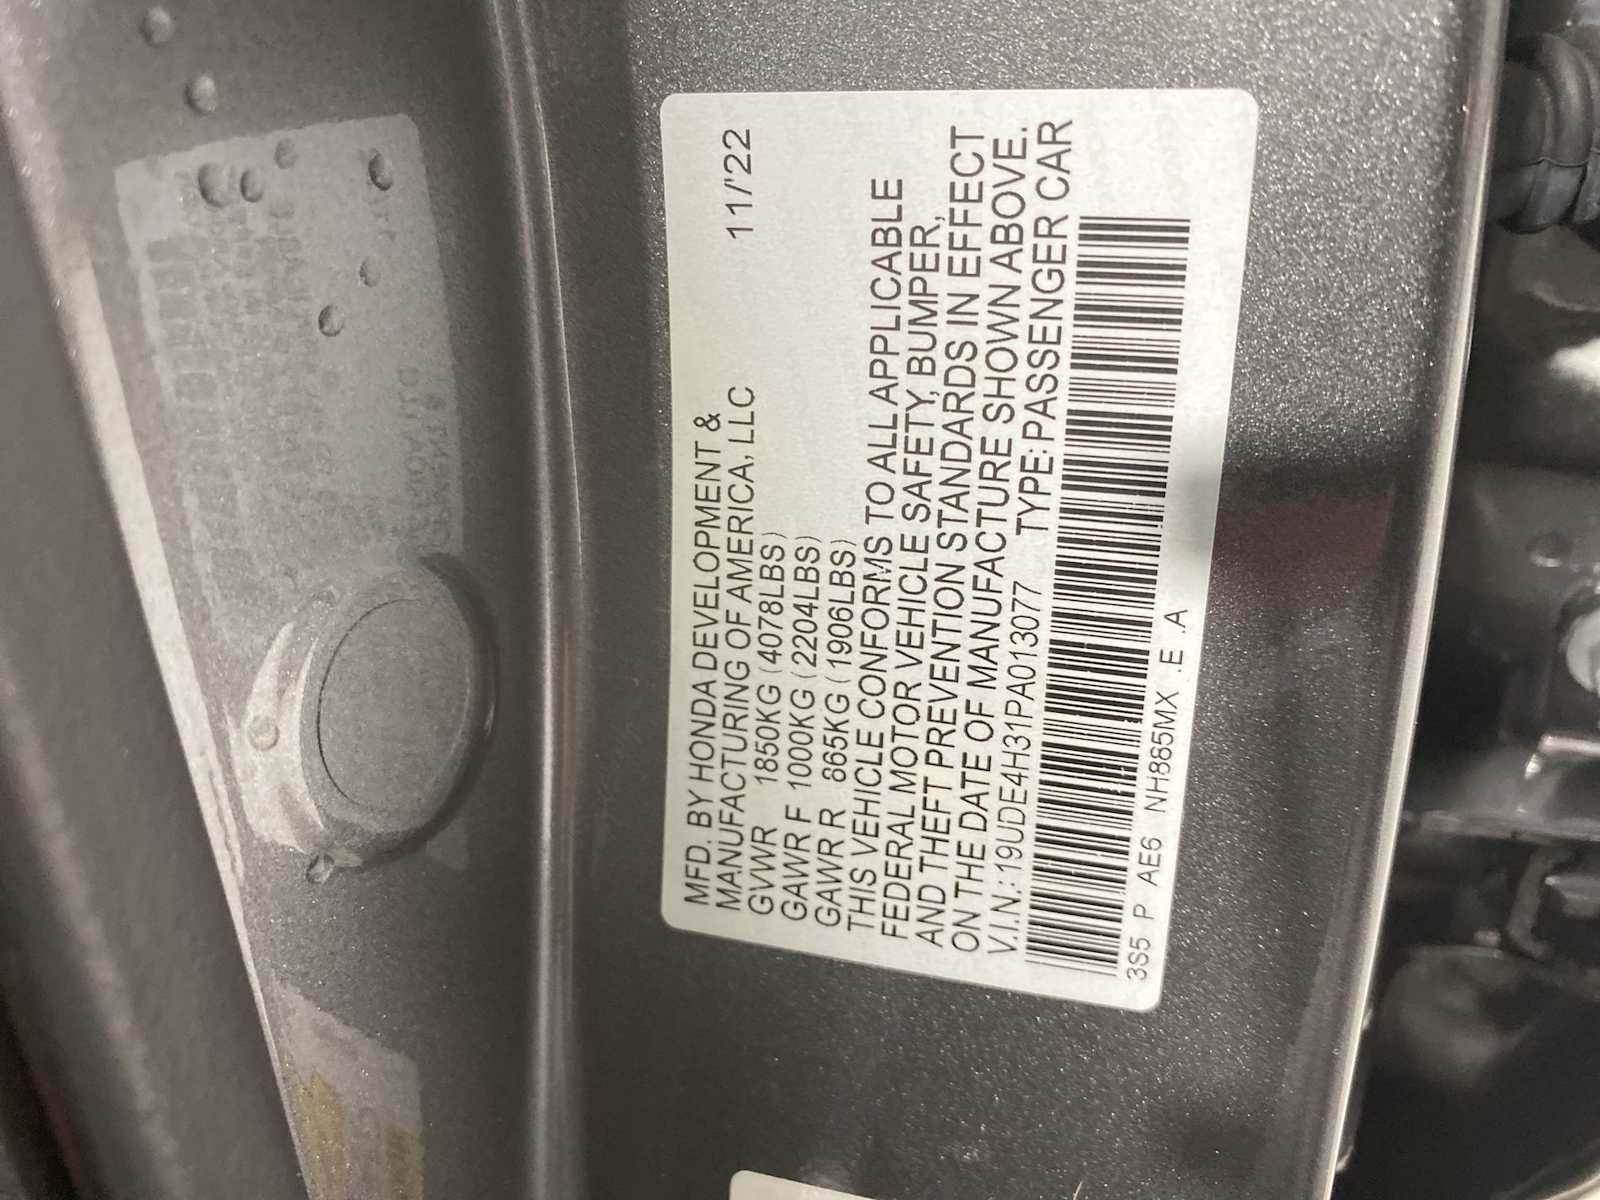 MFD. BY HONDA DEVELOPMENT &
MANUFACTURING OF AMERICA, LLC 11/'22
GVWR 1850KG (4078LBS)
GAWR F 1000KG (2204LBS)
GAWR R 865KG (1906LBS)
THIS VEHICLE CONFORMS TO ALL APPLICABLE
FEDERAL MOTOR VEHICLE SAFETY, BUMPER,
AND THEFT PREVENTION STANDARDS IN EFFECT
ON THE DATE OF MANUFACTURE SHOWN ABOVE.
V.I.N.: 19UDE4H31PA013077 TYPE: PASSENGER CAR
3S5 P AE6 NH885MX .E .A